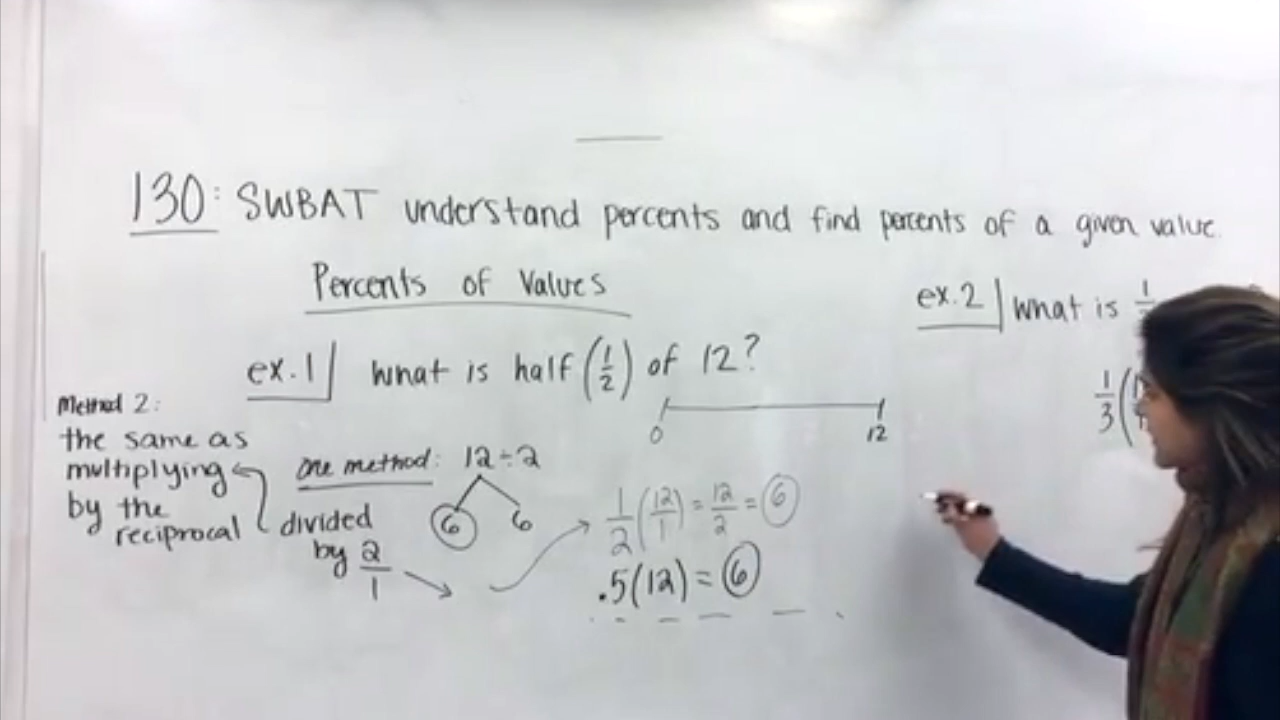 130: SWBAT understand percents and find percents of a given value.
Percents of Values
ex.1 What is half (1/2) of 12?
0 12
one method: 12÷2
6 6
divided
by 2/1
Method 2:
the same as
multiplying
by the
reciprocal
1/2 (12/1) = 12/2 = 6
.5(12) = 6
ex.2 What is
1/3 (